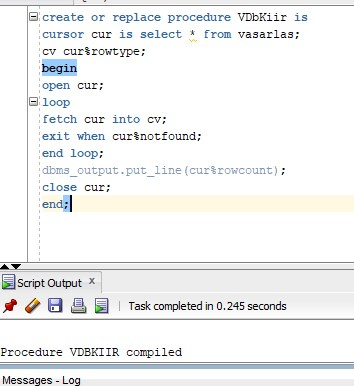 create or replace procedure VDbKiir is
cursor cur is select * from vasarlas;
cv cur%rowtype;
begin
open cur;
loop
fetch cur into cv;
exit when cur%notfound;
end loop;
dbms_output.put_line(cur%rowcount);
close cur;
end;
Script Output x
Task completed in 0.245 seconds
Procedure VDBKIIR compiled
Messages - Log